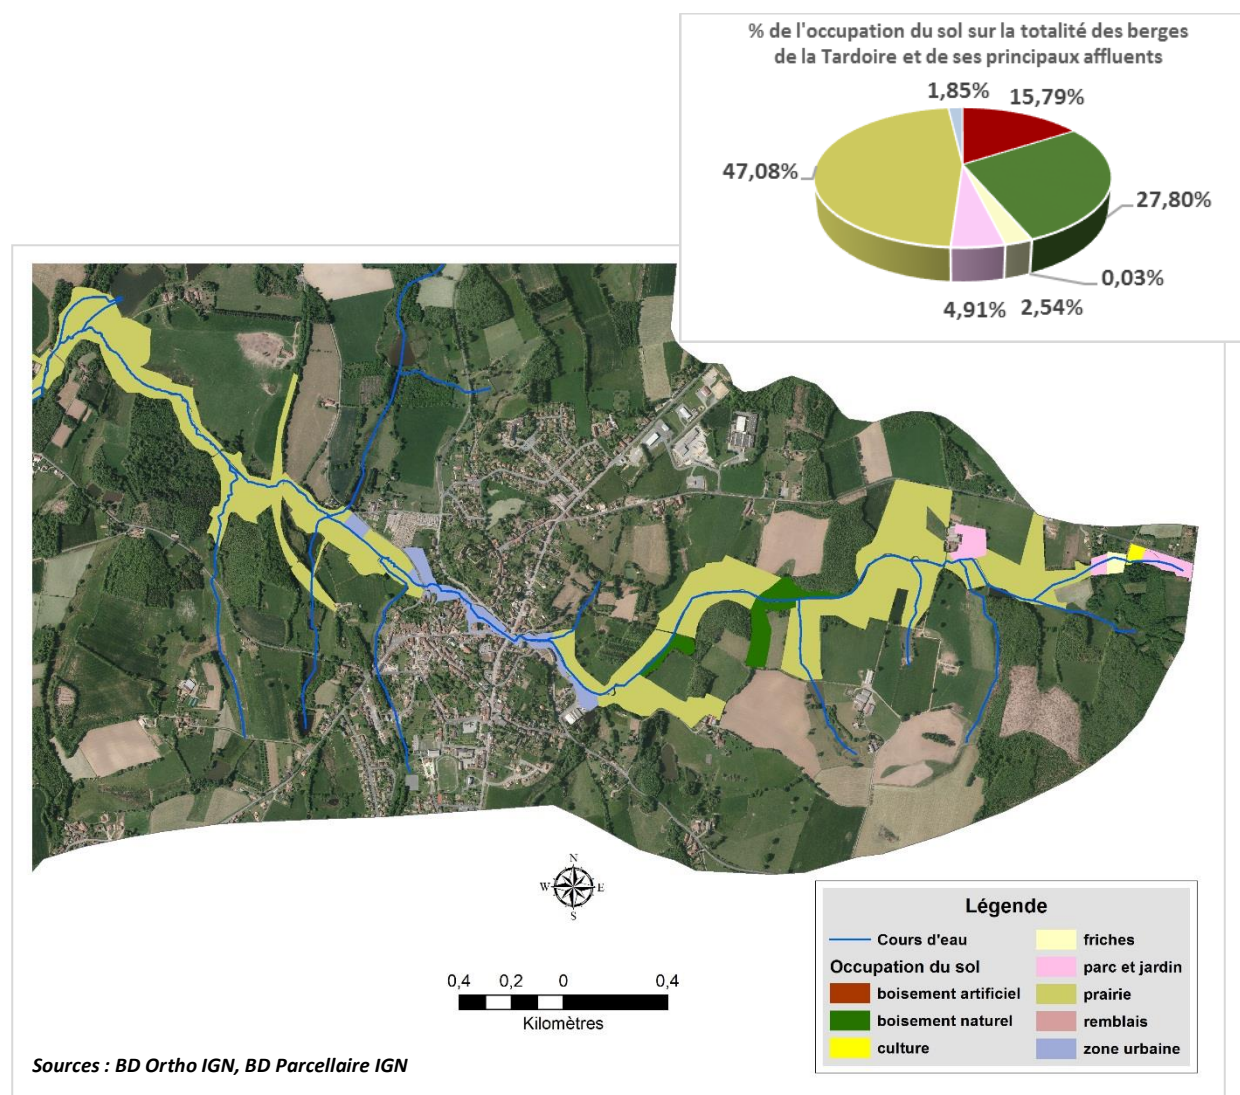 % de l'occupation du sol sur la totalité des berges
de la Tardoire et de ses principaux affluents
1,85%
15,79%
47,08%
27,80%
0,03%
4,91%
2,54%
N
W
E
S
0,4
0,2
0
0,4
Kilomètres
Légende
Cours d'eau
Occupation du sol
boisement artificiel
boisement naturel
culture
friches
parc et jardin
prairie
remblais
zone urbaine
Sources : BD Ortho IGN, BD Parcellaire IGN